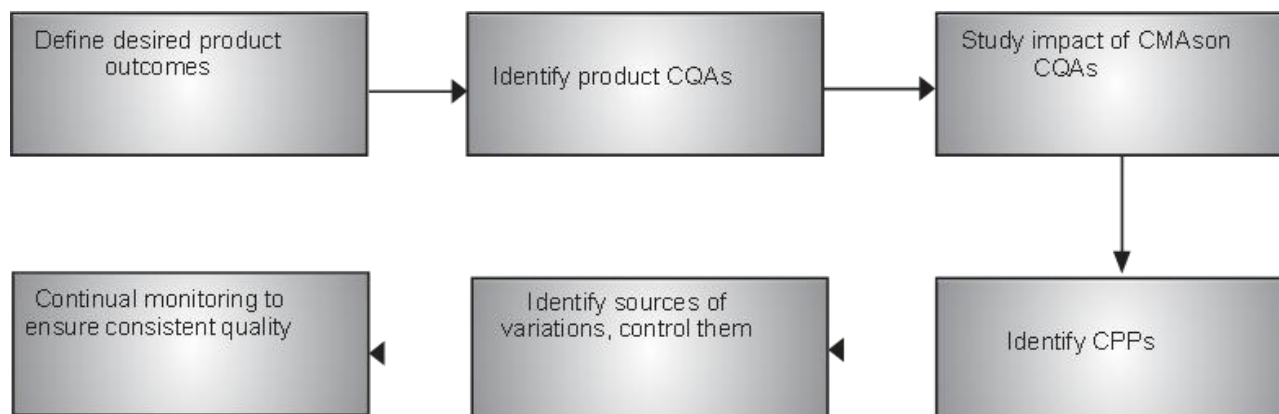 Define desired product
outcomes
Identify product CQAs
Study impact of CMAson
CQAs
Identify CPPs
Identify sources of
variations, control them
Continual monitoring to
ensure consistent quality